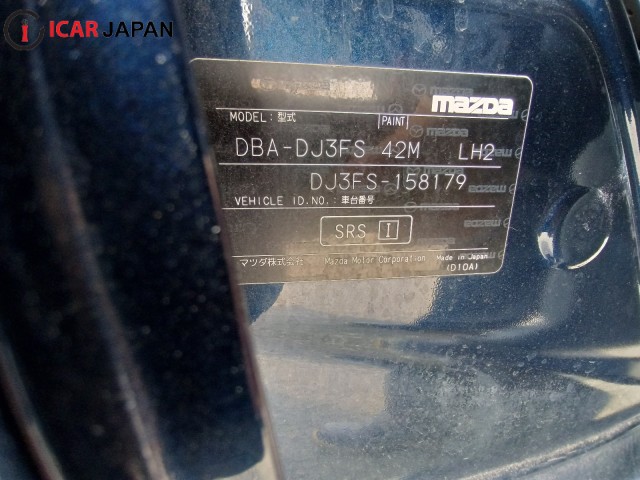 ICAR JAPAN
mazda
MODEL: 型式 PAINT
DBA-DJ3FS 42M LH2
DJ3FS-158179
VEHICLE ID.NO.: 車台番号
SRS I
マツダ株式会社 Mazda Motor Corporation Made in Japan
(D10A)